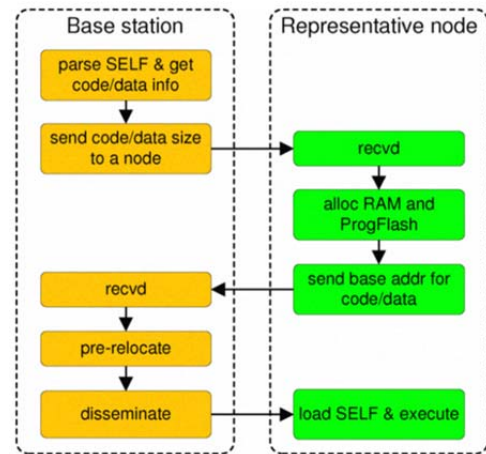 Base station
Representative node
parse SELF & get
code/data info
send code/data size
to a node
recvd
alloc RAM and
ProgFlash
send base addr for
code/data
recvd
pre-relocate
disseminate
load SELF & execute